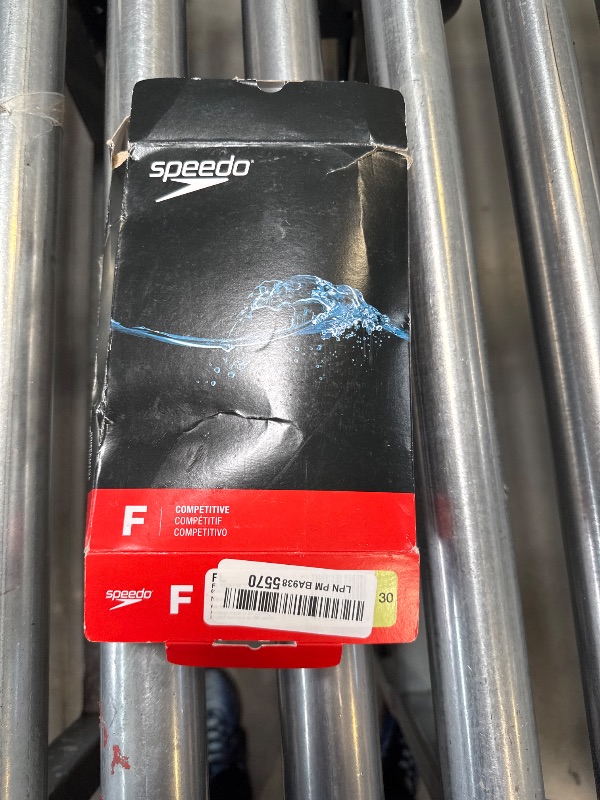 speedo
F
COMPETITIVE
COMPÉTITIF
COMPETITIVO
speedo
F
LPN PM BA938 5570
30